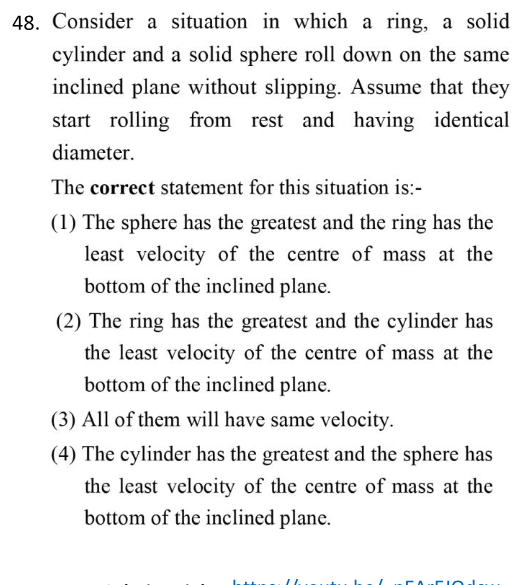 48. Consider a situation in which a ring, a solid
cylinder and a solid sphere roll down on the same
inclined plane without slipping. Assume that they
start rolling from rest and having identical
diameter.
The correct statement for this situation is:-
(1) The sphere has the greatest and the ring has the
least velocity of the centre of mass at the
bottom of the inclined plane.
(2) The ring has the greatest and the cylinder has
the least velocity of the centre of mass at the
bottom of the inclined plane.
(3) All of them will have same velocity.
(4) The cylinder has the greatest and the sphere has
the least velocity of the centre of mass at the
bottom of the inclined plane.